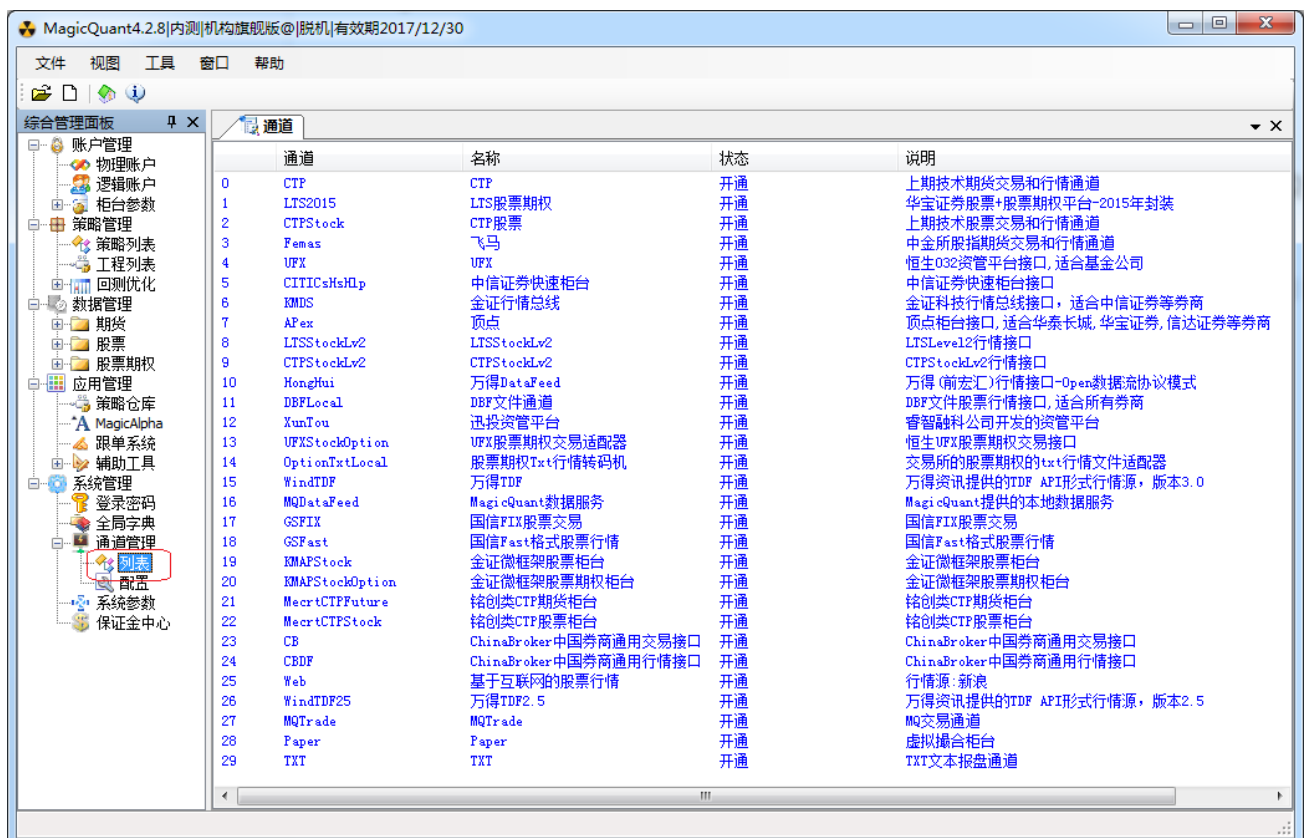 MagicQuant4.2.8|内测|机构旗舰版@|脱机|有效期2017/12/30
文件 视图 工具 窗口 帮助
综合管理面板
账户管理
物理账户
逻辑账户
柜台参数
策略管理
策略列表
工程列表
回测优化
数据管理
期货
股票
股票期权
应用管理
策略仓库
MagicAlpha
跟单系统
辅助工具
系统管理
登录密码
全局字典
通道管理
列表
配置
系统参数
保证金中心
通道
通道 名称 状态 说明
0 CTP CTP 开通 上期技术期货交易和行情通道
1 LTS2015 LTS股票期权 开通 华宝证券股票+股票期权平台-2015年封装
2 CTPStock CTP股票 开通 上期技术股票交易和行情通道
3 Femas 飞马 开通 中金所股指期货交易和行情通道
4 UFX UFX 开通 恒生O32资管平台接口,适合基金公司
5 CITICsHsHlp 中信证券快速柜台 开通 中信证券快速柜台接口
6 KMDS 金证行情总线 开通 金证科技行情总线接口，适合中信证券等券商
7 APex 顶点 开通 顶点柜台接口,适合华泰长城,华宝证券,信达证券等券商
8 LTSStockLv2 LTSStockLv2 开通 LTSLevel2行情接口
9 CTPStockLv2 CTPStockLv2 开通 CTPStockLv2行情接口
10 HongHui 万得DataFeed 开通 万得(前宏汇)行情接口-Open数据流协议模式
11 DBFLocal DBF文件通道 开通 DBF文件股票行情接口,适合所有券商
12 XunTou 迅投资管平台 开通 睿智融科公司开发的资管平台
13 UFXStockOption UFX股票期权交易适配器 开通 恒生UFX股票期权交易接口
14 OptionTxtLocal 股票期权Txt行情转码机 开通 交易所的股票期权的txt行情文件适配器
15 WindTDF 万得TDF 开通 万得资讯提供的TDF API形式行情源，版本3.0
16 MQDataFeed MagicQuant数据服务 开通 MagicQuant提供的本地数据服务
17 GSFIX 国信FIX股票交易 开通 国信FIX股票交易
18 GSFast 国信Fast格式股票行情 开通 国信Fast格式股票行情
19 KMAPStock 金证微框架股票柜台 开通 金证微框架股票柜台
20 KMAPStockOption 金证微框架股票期权柜台 开通 金证微框架股票期权柜台
21 MecrtCTPFuture 铭创类CTP期货柜台 开通 铭创类CTP期货柜台
22 MecrtCTPStock 铭创类CTP股票柜台 开通 铭创类CTP股票柜台
23 CB ChinaBroker中国券商通用交易接口 开通 ChinaBroker中国券商通用交易接口
24 CBDF ChinaBroker中国券商通用行情接口 开通 ChinaBroker中国券商通用行情接口
25 Web 基于互联网的股票行情 开通 行情源:新浪
26 WindTDF25 万得TDF2.5 开通 万得资讯提供的TDF API形式行情源，版本2.5
27 MQTrade MQTrade 开通 MQ交易通道
28 Paper Paper 开通 虚拟撮合柜台
29 TXT TXT 开通 TXT文本报盘通道